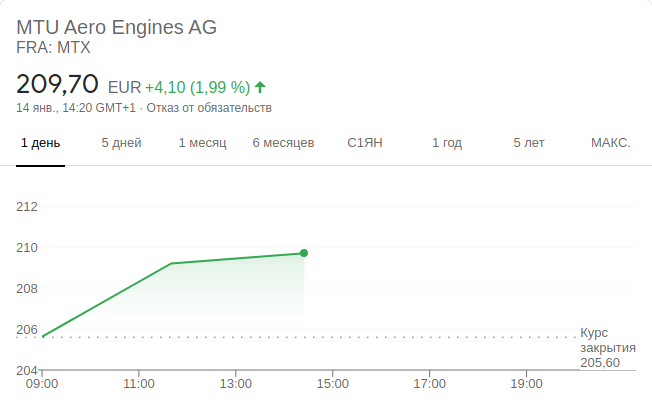 MTU Aero Engines AG
FRA: MTX
209,70 EUR +4,10 (1,99 %)
14 янв., 14:20 GMT+1 · Отказ от обязательств
1 день 5 дней 1 месяц 6 месяцев С1ЯН 1 год 5 лет МАКС.
212
210
208
206
Курс
закрытия
205,60
204
09:00 11:00 13:00 15:00 17:00 19:00